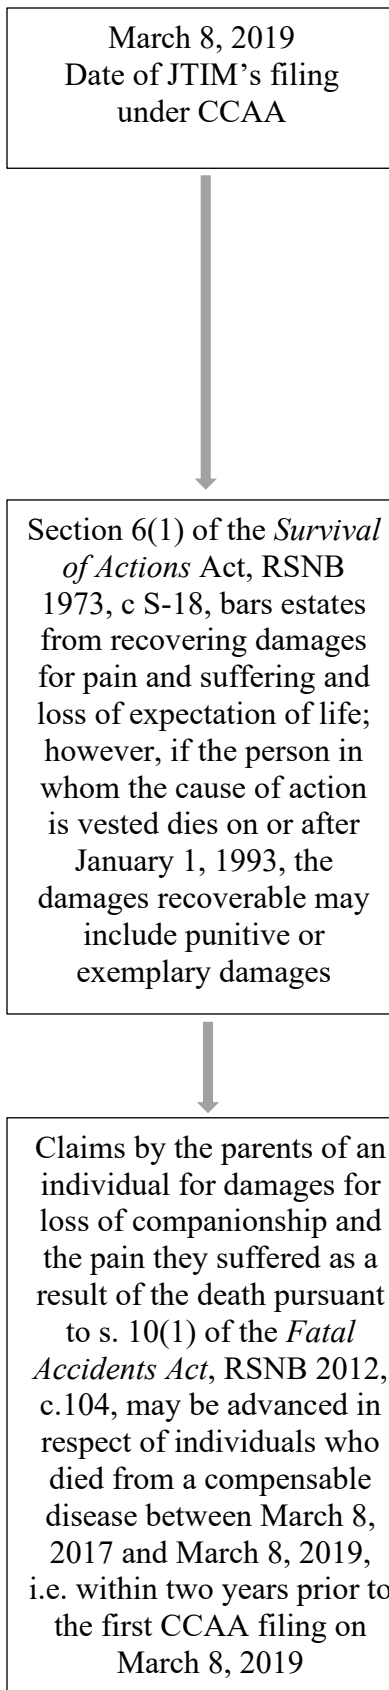 March 8, 2019
Date of JTIM’s filing
under CCAA
Section 6(1) of the Survival
of Actions Act, RSNB
1973, c S-18, bars estates
from recovering damages
for pain and suffering and
loss of expectation of life;
however, if the person in
whom the cause of action
is vested dies on or after
January 1, 1993, the
damages recoverable may
include punitive or
exemplary damages
Claims by the parents of an
individual for damages for
loss of companionship and
the pain they suffered as a
result of the death pursuant
to s. 10(1) of the Fatal
Accidents Act, RSNB 2012,
c.104, may be advanced in
respect of individuals who
died from a compensable
disease between March 8,
2017 and March 8, 2019,
i.e. within two years prior to
the first CCAA filing on
March 8, 2019